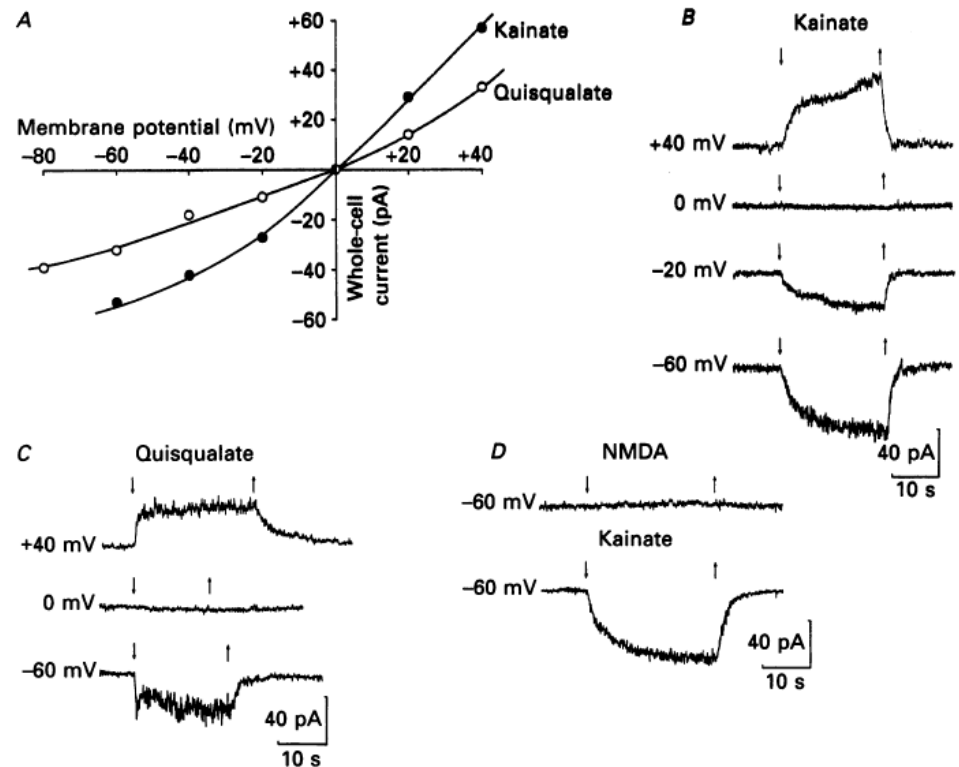 A
+60
Kainate
+40
Quisqualate
+20
Membrane potential (mV)
−80 −60 −40 −20 +20 +40
−20
−40
−60
Whole-cell
current (pA)
B
Kainate
+40 mV
0 mV
−20 mV
−60 mV
40 pA
10 s
C
Quisqualate
+40 mV
0 mV
−60 mV
40 pA
10 s
D
NMDA
−60 mV
Kainate
−60 mV
40 pA
10 s